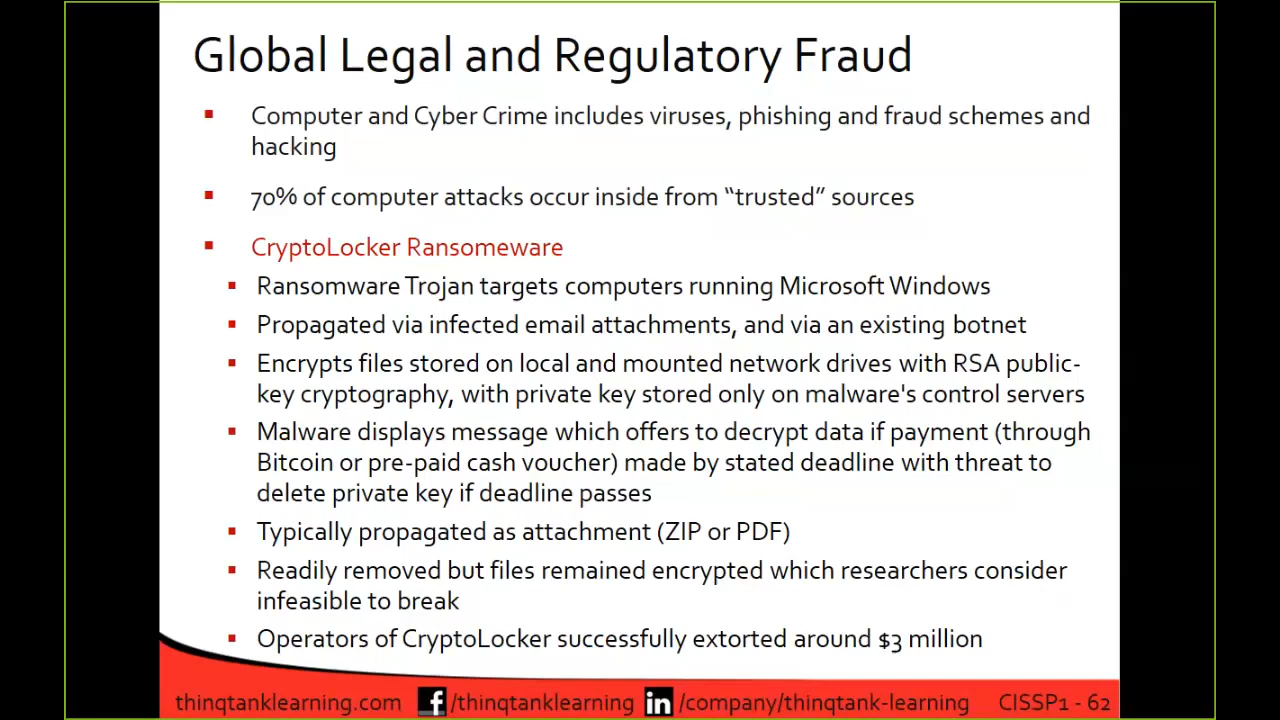 Global Legal and Regulatory Fraud
▪ Computer and Cyber Crime includes viruses, phishing and fraud schemes and
hacking
▪ 70% of computer attacks occur inside from “trusted” sources
▪ CryptoLocker Ransomeware
▪ Ransomware Trojan targets computers running Microsoft Windows
▪ Propagated via infected email attachments, and via an existing botnet
▪ Encrypts files stored on local and mounted network drives with RSA public-
key cryptography, with private key stored only on malware's control servers
▪ Malware displays message which offers to decrypt data if payment (through
Bitcoin or pre-paid cash voucher) made by stated deadline with threat to
delete private key if deadline passes
▪ Typically propagated as attachment (ZIP or PDF)
▪ Readily removed but files remained encrypted which researchers consider
infeasible to break
▪ Operators of CryptoLocker successfully extorted around $3 million
thinqtanklearning.com f /thinqtanklearning in /company/thinqtank-learning CISSP1 - 62